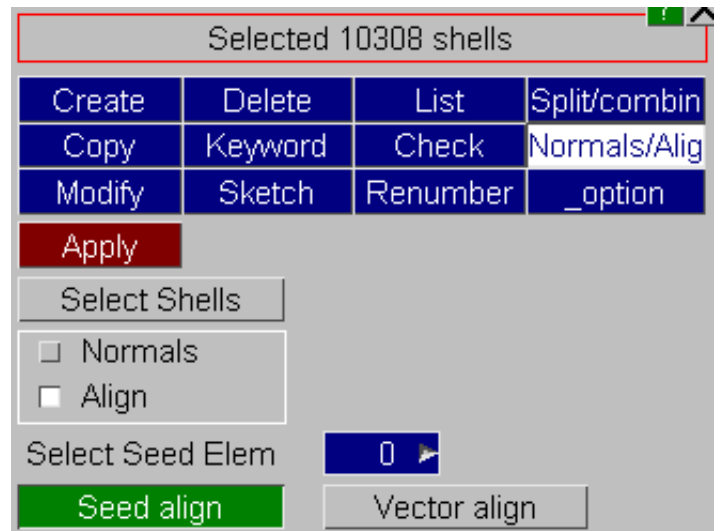 ?
Selected 10308 shells
Create Delete List Split/combin
Copy Keyword Check Normals/Alig
Modify Sketch Renumber _option
Apply
Select Shells
Normals
Align
Select Seed Elem 0
Seed align Vector align